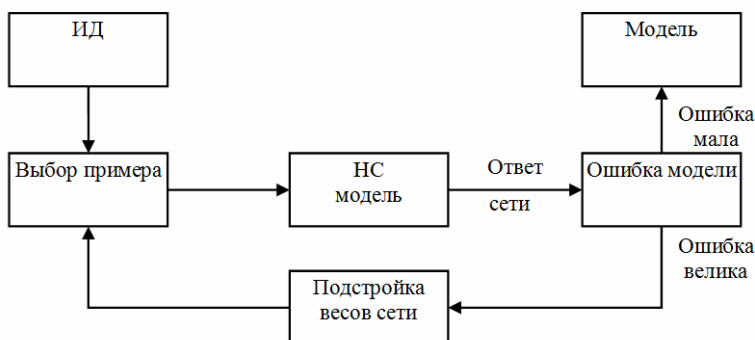 ИД
Модель
Ошибка
мала
Выбор примера
НС
модель
Ответ
сети
Ошибка модели
Ошибка
велика
Подстройка
весов сети